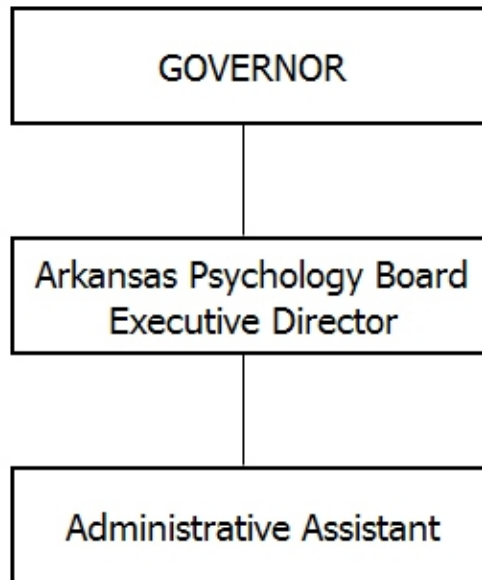 GOVERNOR
Arkansas Psychology Board
Executive Director
Administrative Assistant